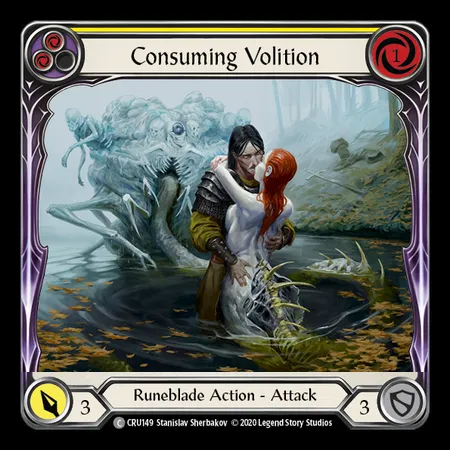 Consuming Volition
1
3
Runeblade Action - Attack
3
C CRU149 Stanislav Sherbakov © 2020 Legend Story Studios